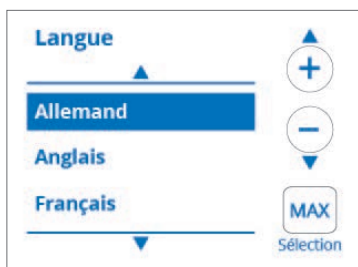 Langue
Allemand
Anglais
Français
+
−
MAX
Sélection